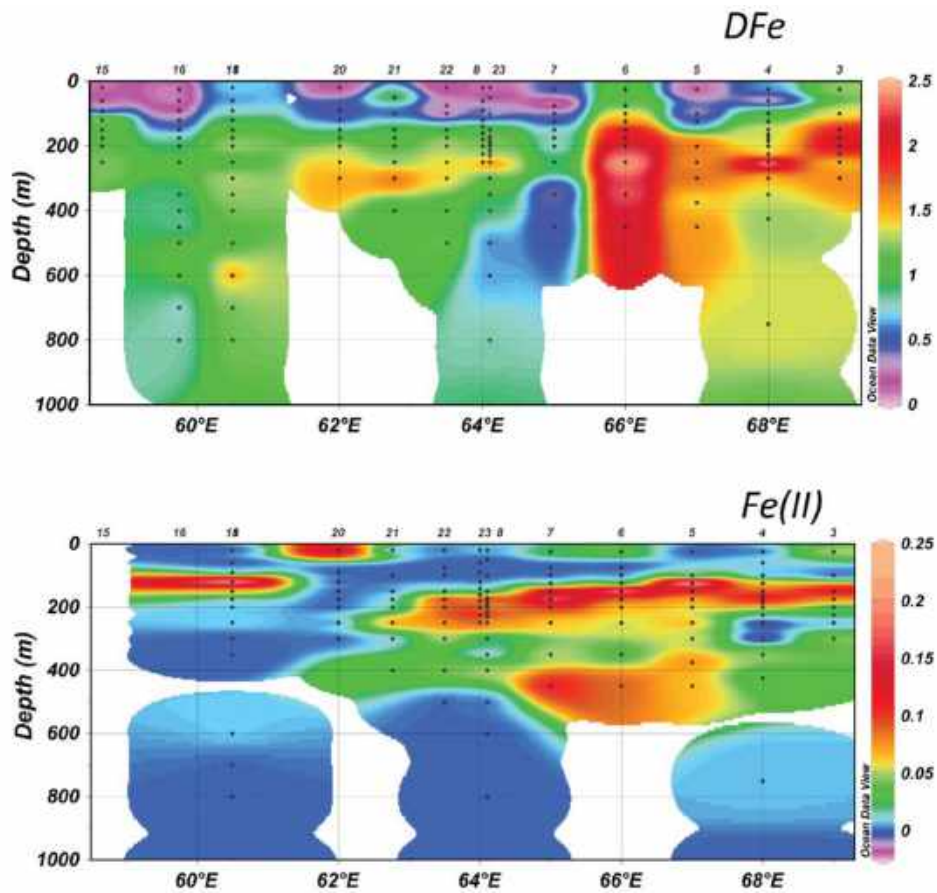 DFe
15 16 18 20 21 22 8 23 7 6 5 4 3
0
200
400
600
800
1000
Depth (m)
60°E 62°E 64°E 66°E 68°E
2.5
2
1.5
1
0.5
0
Ocean Data View
Fe(II)
15 16 18 20 21 22 23 8 7 6 5 4 3
0
200
400
600
800
1000
Depth (m)
60°E 62°E 64°E 66°E 68°E
0.25
0.2
0.15
0.1
0.05
0
Ocean Data View